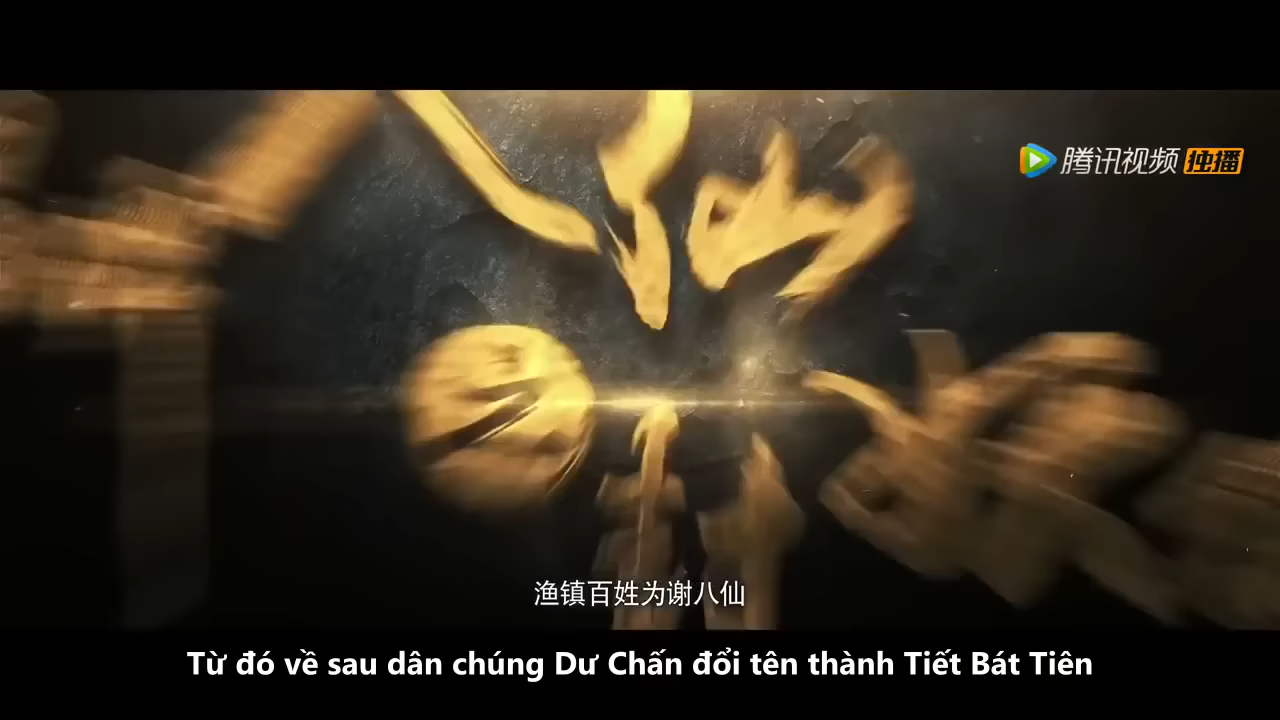 腾讯视频 独播
渔镇百姓为谢八仙
Từ đó về sau dân chúng Dư Chấn đổi tên thành Tiết Bát Tiên